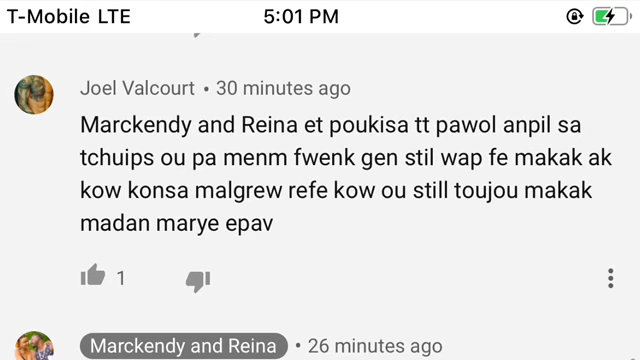 T-Mobile LTE 5:01 PM
Joel Valcourt • 30 minutes ago
Marckendy and Reina et poukisa tt pawol anpil sa
tchuips ou pa menm fwenk gen stil wap fe makak ak
kow konsa malgrew refe kow ou still toujou makak
madan marye epav
1
Marckendy and Reina • 26 minutes ago